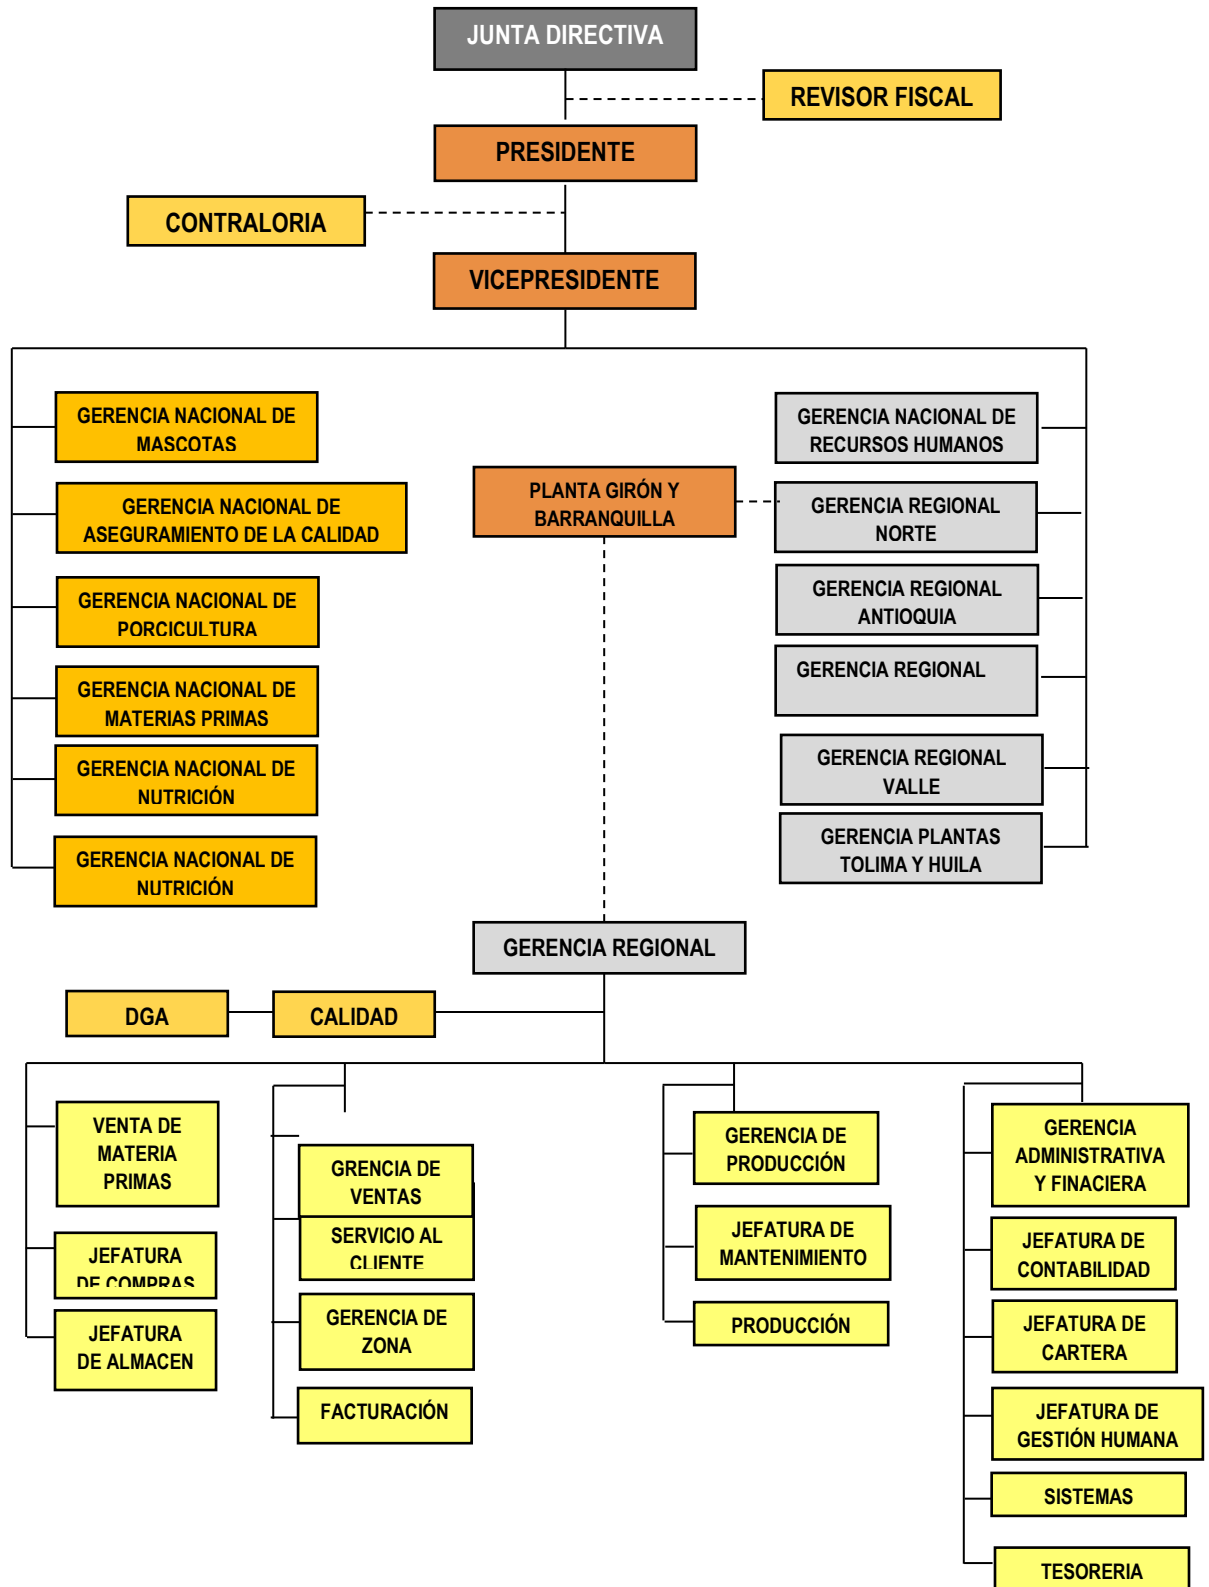 JUNTA DIRECTIVA
REVISOR FISCAL
PRESIDENTE
CONTRALORIA
VICEPRESIDENTE
GERENCIA NACIONAL DE
MASCOTAS
GERENCIA NACIONAL DE
ASEGURAMIENTO DE LA CALIDAD
GERENCIA NACIONAL DE
PORCICULTURA
GERENCIA NACIONAL DE
MATERIAS PRIMAS
GERENCIA NACIONAL DE
NUTRICIÓN
GERENCIA NACIONAL DE
NUTRICIÓN
PLANTA GIRÓN Y
BARRANQUILLA
GERENCIA NACIONAL DE
RECURSOS HUMANOS
GERENCIA REGIONAL
NORTE
GERENCIA REGIONAL
ANTIOQUIA
GERENCIA REGIONAL
GERENCIA REGIONAL
VALLE
GERENCIA PLANTAS
TOLIMA Y HUILA
GERENCIA REGIONAL
DGA
CALIDAD
VENTA DE
MATERIA
PRIMAS
JEFATURA
DE COMPRAS
JEFATURA
DE ALMACEN
GRENCIA DE
VENTAS
SERVICIO AL
CLIENTE
GERENCIA DE
ZONA
FACTURACIÓN
GERENCIA DE
PRODUCCIÓN
JEFATURA DE
MANTENIMIENTO
PRODUCCIÓN
GERENCIA
ADMINISTRATIVA
Y FINACIERA
JEFATURA DE
CONTABILIDAD
JEFATURA DE
CARTERA
JEFATURA DE
GESTIÓN HUMANA
SISTEMAS
TESORERIA